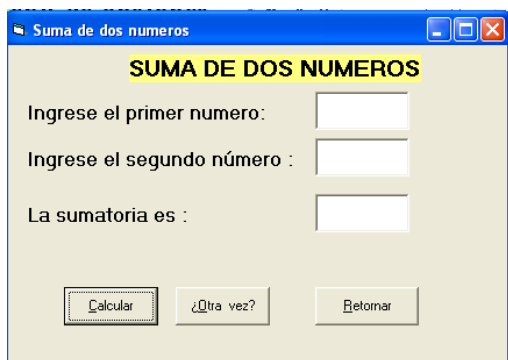 Suma de dos numeros
SUMA DE DOS NUMEROS
Ingrese el primer numero:
Ingrese el segundo número :
La sumatoria es :
Calcular ¿Otra vez? Retornar